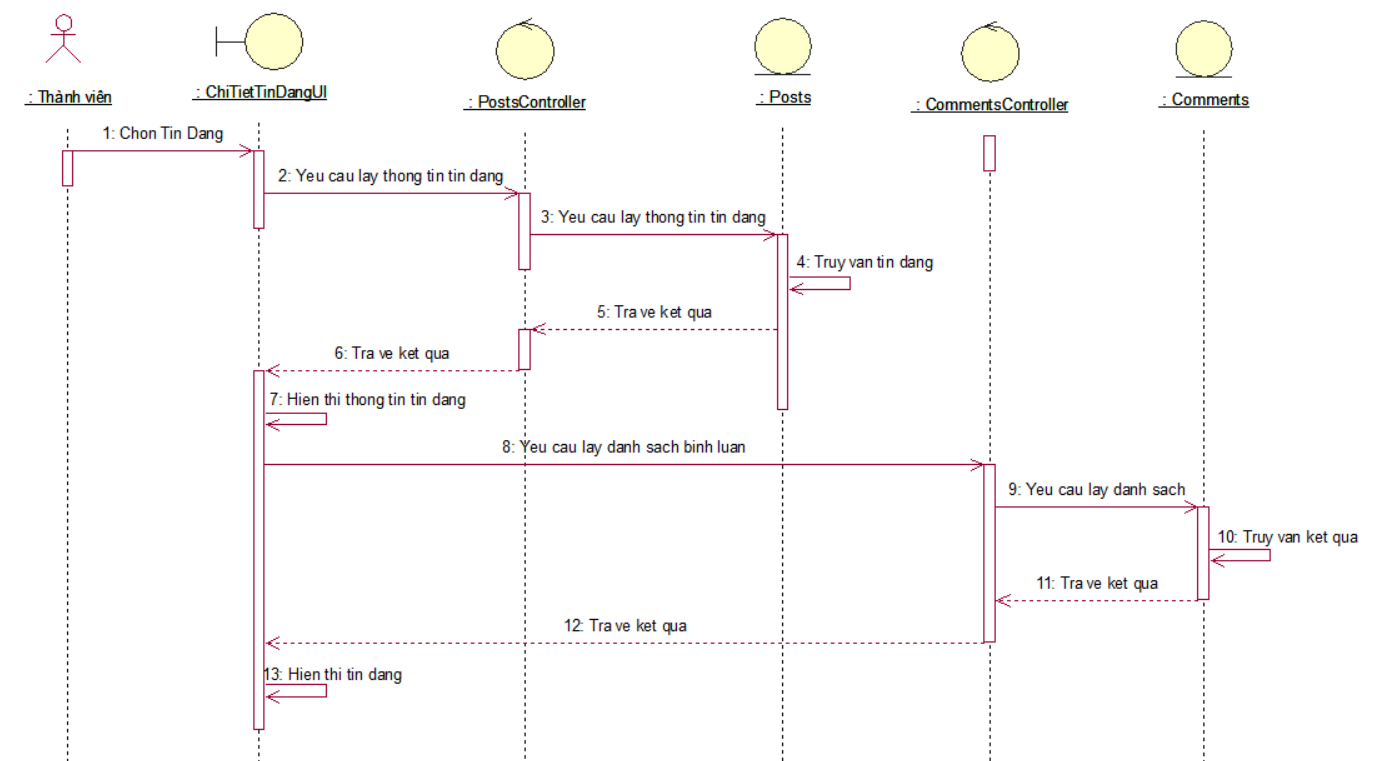 : Thành viên
: ChiTietTinDangUI
: PostsController
: Posts
: CommentsController
: Comments
1: Chon Tin Dang
2: Yeu cau lay thong tin tin dang
3: Yeu cau lay thong tin tin dang
4: Truy van tin dang
5: Tra ve ket qua
6: Tra ve ket qua
7: Hien thi thong tin tin dang
8: Yeu cau lay danh sach binh luan
9: Yeu cau lay danh sach
10: Truy van ket qua
11: Tra ve ket qua
12: Tra ve ket qua
13: Hien thi tin dang